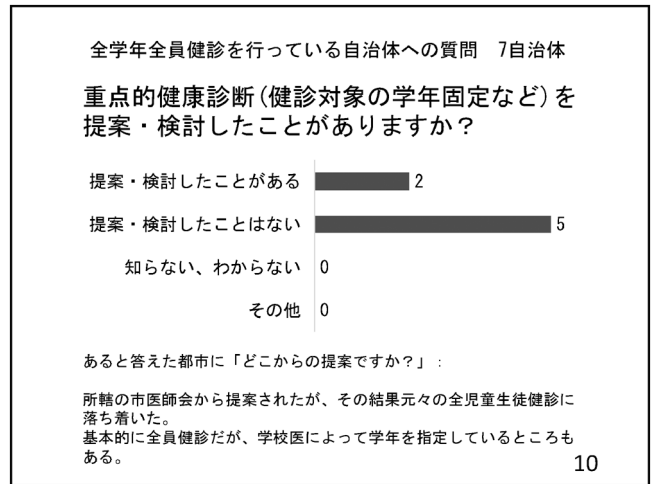 全学年全員健診を行っている自治体への質問　7自治体
重点的健康診断(健診対象の学年固定など)を
提案・検討したことがありますか？
提案・検討したことがある 2
提案・検討したことはない 5
知らない、わからない 0
その他 0
あると答えた都市に「どこからの提案ですか？」：
所轄の市医師会から提案されたが、その結果元々の全児童生徒健診に
落ち着いた。
基本的に全員健診だが、学校医によって学年を指定しているところも
ある。
10